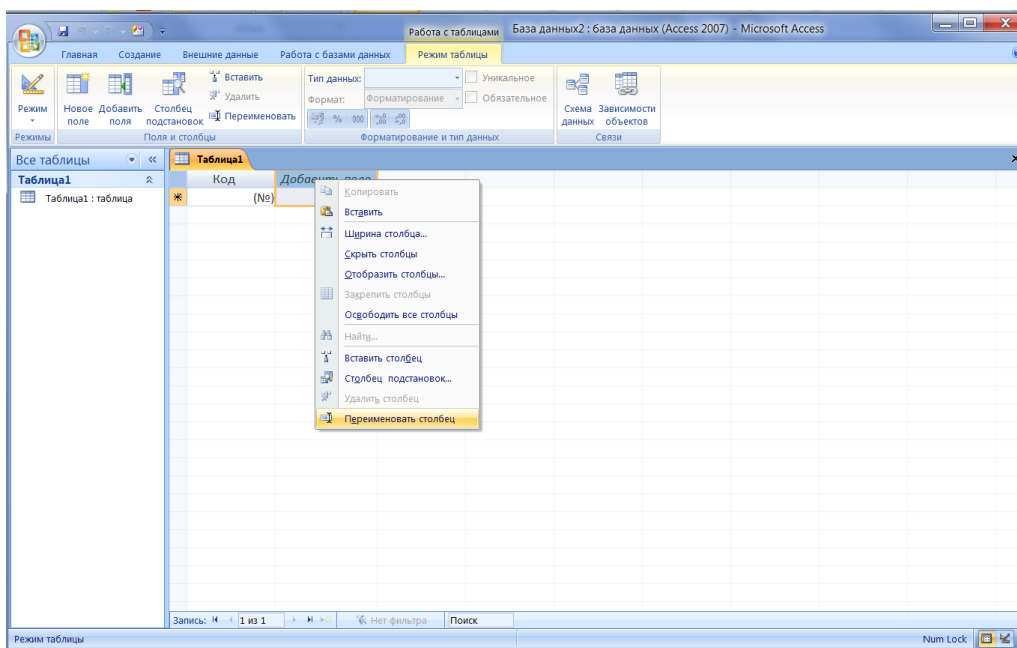 Работа с таблицами База данных2 : база данных (Access 2007) - Microsoft Access
Главная Создание Внешние данные Работа с базами данных Режим таблицы
Режим
Режимы
Новое поле
Добавить поля
Столбец подстановок
Вставить
Удалить
Переименовать
Поля и столбцы
Тип данных: Уникальное
Формат: Форматирование Обязательное
% 000 ,00 ,00
Форматирование и тип данных
Схема данных
Зависимости объектов
Связи
Все таблицы «
Таблица1
Таблица1 : таблица
Таблица1
Код Добавить поле
(№)
Копировать
Вставить
Ширина столбца...
Скрыть столбцы
Отобразить столбцы...
Закрепить столбцы
Освободить все столбцы
Найти...
Вставить столбец
Столбец подстановок...
Удалить столбец
Переименовать столбец
Запись: 1 из 1 Нет фильтра Поиск
Режим таблицы Num Lock